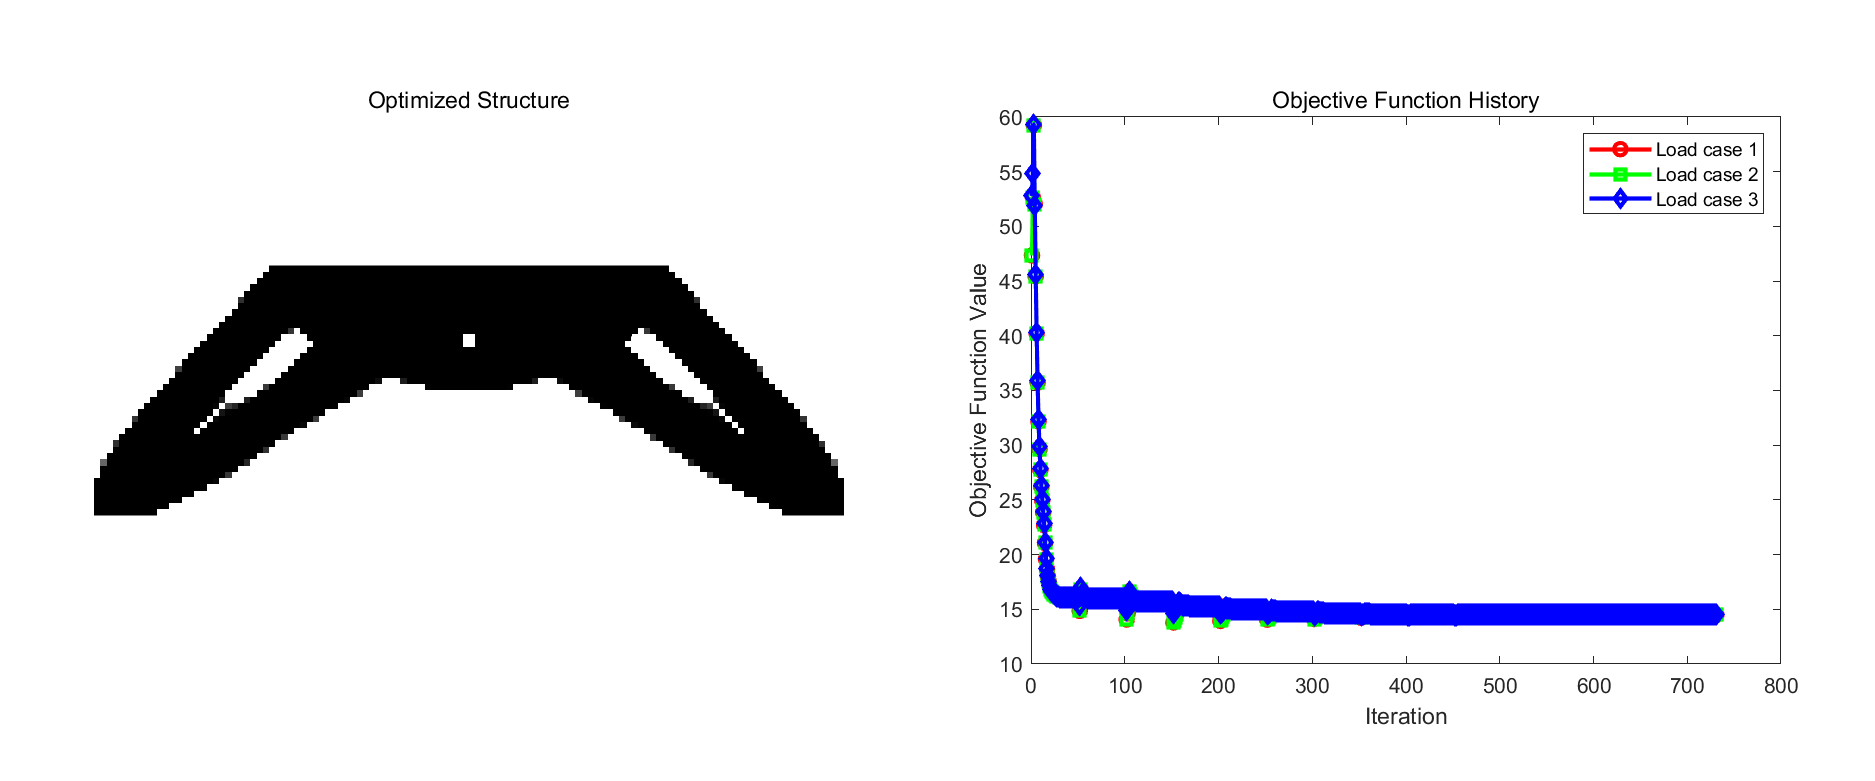 Optimized Structure
Objective Function History
Objective Function Value
60
55
50
45
40
35
30
25
20
15
10
Load case 1
Load case 2
Load case 3
0 100 200 300 400 500 600 700 800
Iteration